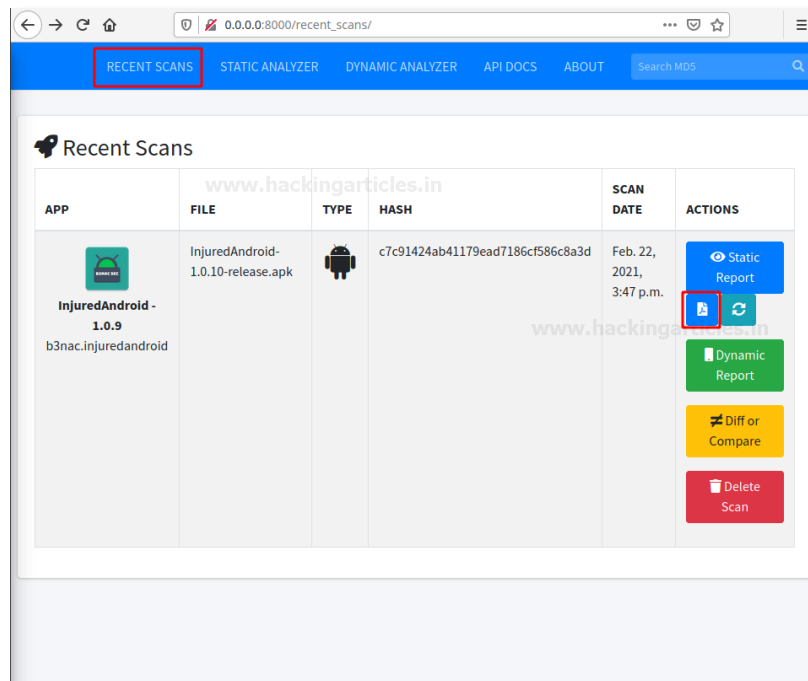 0.0.0.0:8000/recent_scans/
RECENT SCANS STATIC ANALYZER DYNAMIC ANALYZER API DOCS ABOUT Search MD5
Recent Scans
www.hackingarticles.in
APP FILE TYPE HASH SCAN DATE ACTIONS
InjuredAndroid -
1.0.9
b3nac.injuredandroid
InjuredAndroid-
1.0.10-release.apk
c7c91424ab41179ead7186cf586c8a3d
Feb. 22,
2021,
3:47 p.m.
Static
Report
www.hackingarticles.in
Dynamic
Report
Diff or
Compare
Delete
Scan